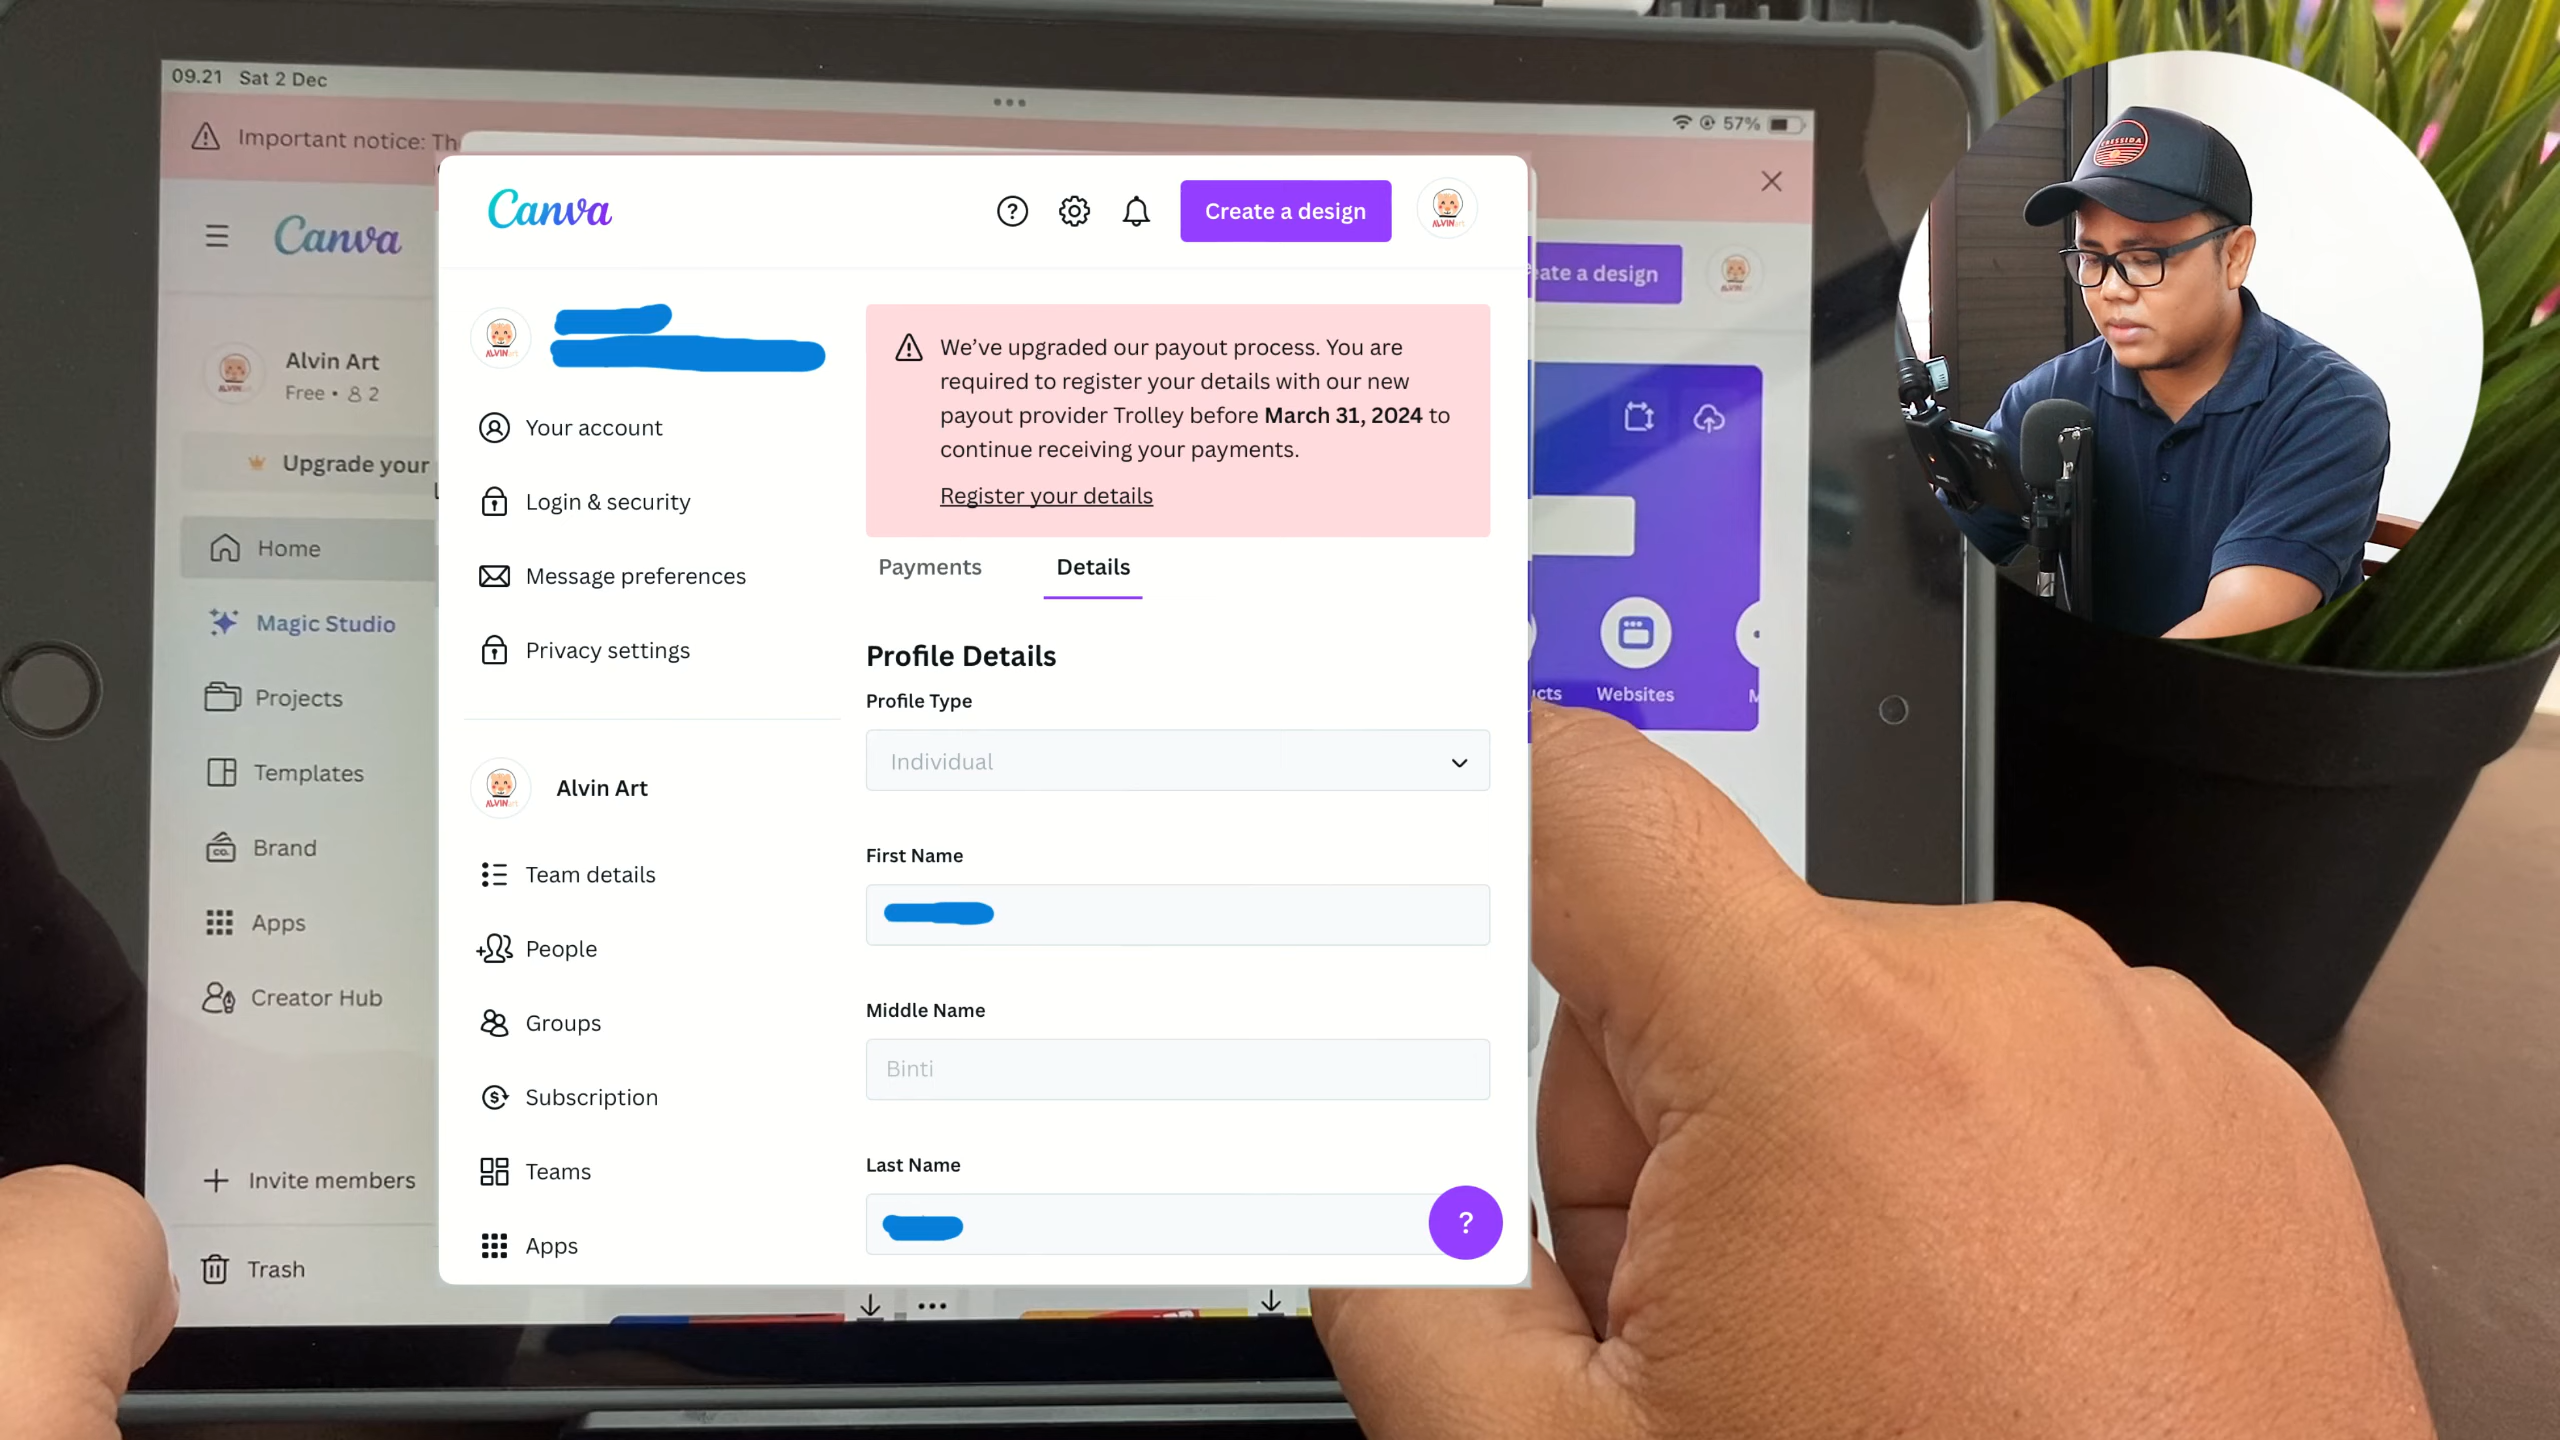 09.21 Sat 2 Dec
57%
Important notice: Th
Canva
Alvin Art
Free • 2
Upgrade your
Home
Magic Studio
Projects
Templates
Brand
CO.
Apps
Creator Hub
Invite members
Trash
Canva
Create a design
Your account
Login & security
Message preferences
Privacy settings
Alvin Art
Team details
People
Groups
Subscription
Teams
Apps
We've upgraded our payout process. You are
required to register your details with our new
payout provider Trolley before March 31, 2024 to
continue receiving your payments.
Register your details
Payments Details
Profile Details
Profile Type
Individual
First Name
Middle Name
Binti
Last Name
?
ate a design
cts Websites M